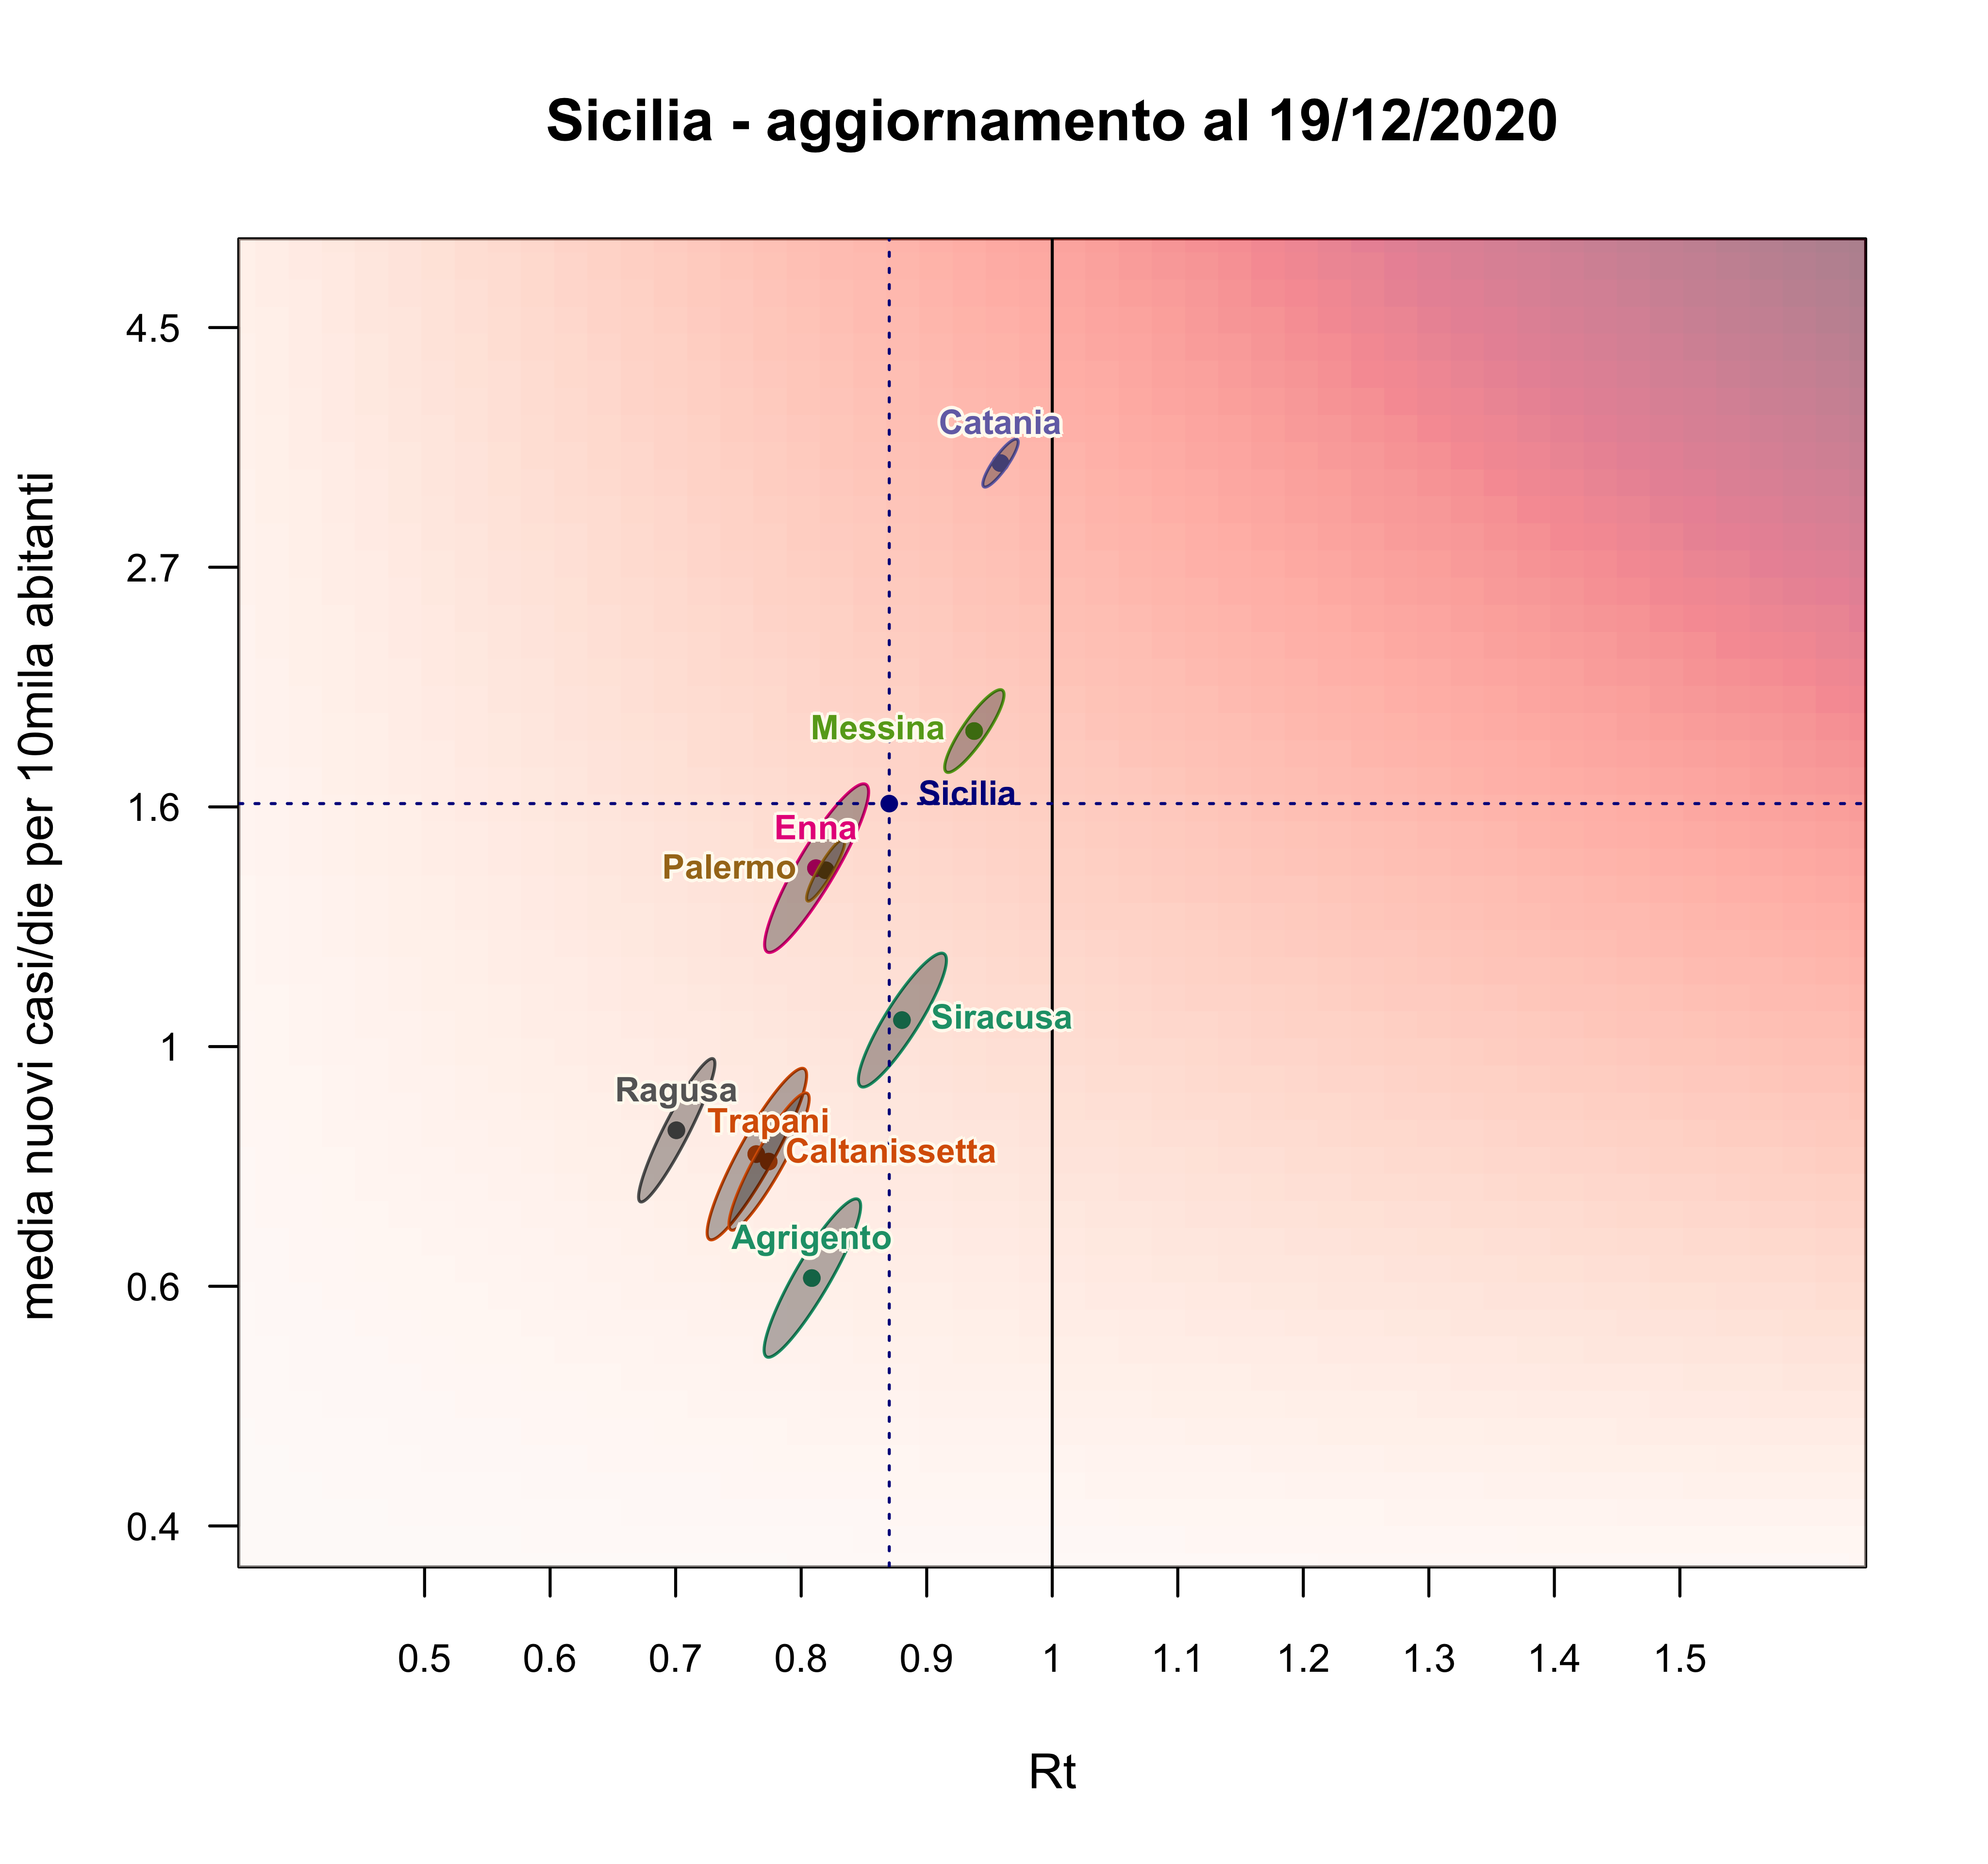 Sicilia - aggiornamento al 19/12/2020
media nuovi casi/die per 10mila abitanti
4.5
2.7
1.6
1
0.6
0.4
Catania
Messina
Sicilia
Enna
Palermo
Siracusa
Ragusa
Trapani
Caltanissetta
Agrigento
0.5 0.6 0.7 0.8 0.9 1 1.1 1.2 1.3 1.4 1.5
Rt